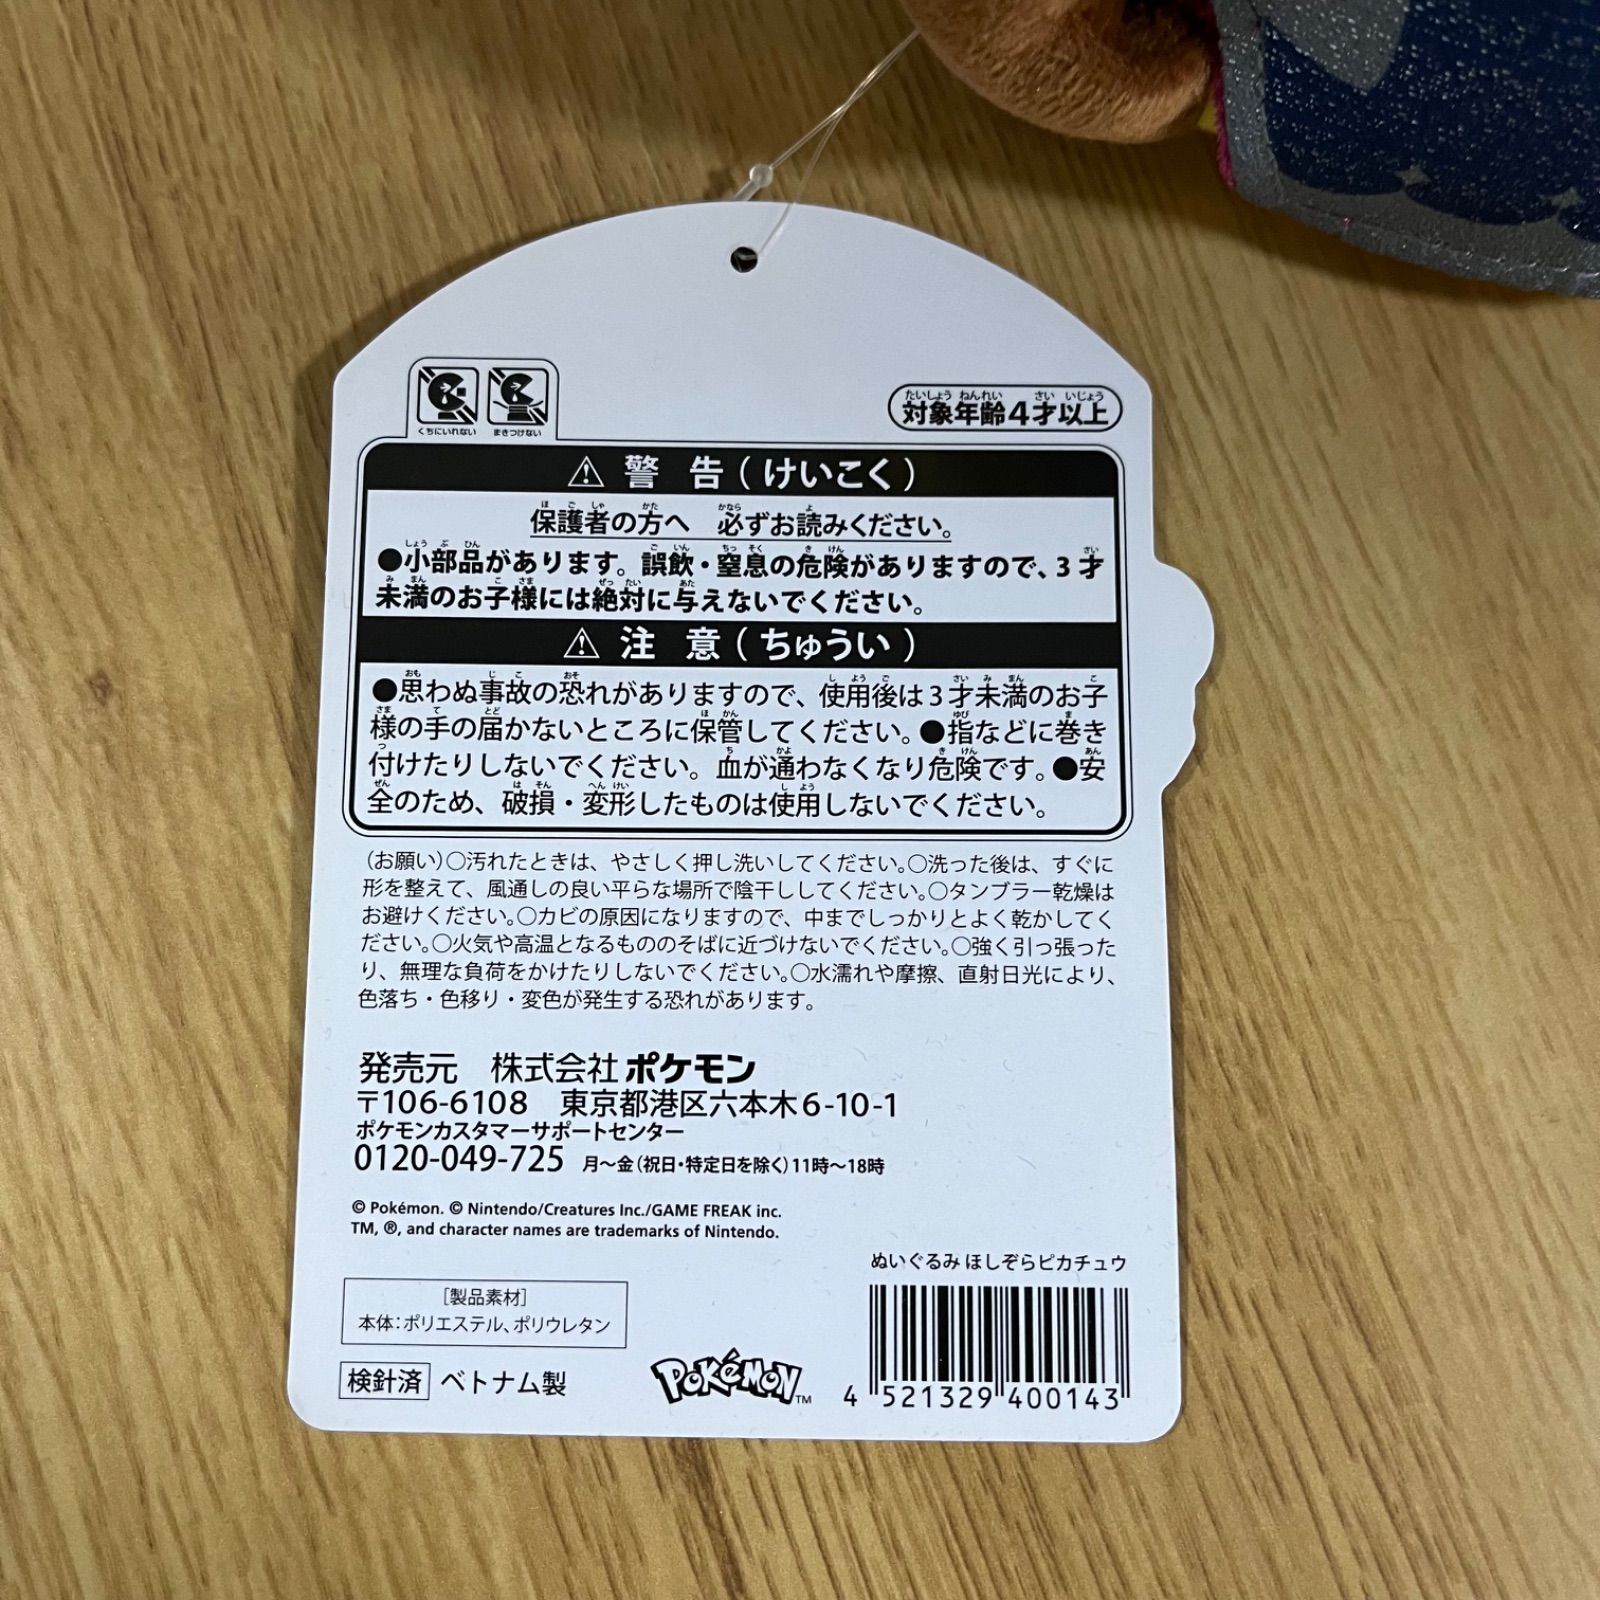 くちにいれない まきつけない
対象年齢4才以上
警告(けいこく)
保護者の方へ 必ずお読みください。
●小部品があります。誤飲・窒息の危険がありますので、3才
未満のお子様には絶対に与えないでください。
注意(ちゅうい)
●思わぬ事故の恐れがありますので、使用後は3才未満のお子
様の手の届かないところに保管してください。●指などに巻き
付けたりしないでください。血が通わなくなり危険です。●安
全のため、破損・変形したものは使用しないでください。
(お願い)○汚れたときは、やさしく押し洗いしてください。○洗った後は、すぐに
形を整えて、風通しの良い平らな場所で陰干ししてください。○タンブラー乾燥は
お避けください。○カビの原因になりますので、中までしっかりとよく乾かしてく
ださい。○火気や高温となるもののそばに近づけないでください。○強く引っ張った
り、無理な負荷をかけたりしないでください。○水濡れや摩擦、直射日光により、
色落ち・色移り・変色が発生する恐れがあります。
発売元 株式会社ポケモン
〒106-6108 東京都港区六本木6-10-1
ポケモンカスタマーサポートセンター
0120-049-725 月～金(祝日・特定日を除く)11時～18時
© Pokémon. © Nintendo/Creatures Inc./GAME FREAK inc.
TM, ®, and character names are trademarks of Nintendo.
ぬいぐるみ ほしぞらピカチュウ
[製品素材]
本体:ポリエステル、ポリウレタン
検針済 ベトナム製
POKéMON TM
4 521329 400143